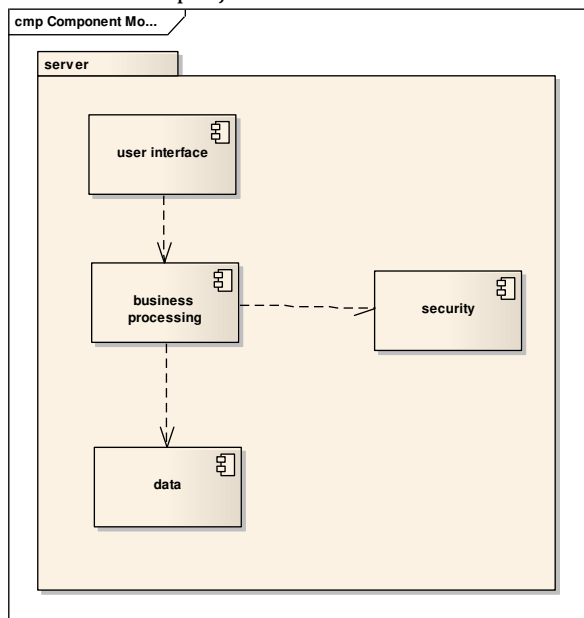 cmp Component Mo...
server
user interface
business
processing
security
data